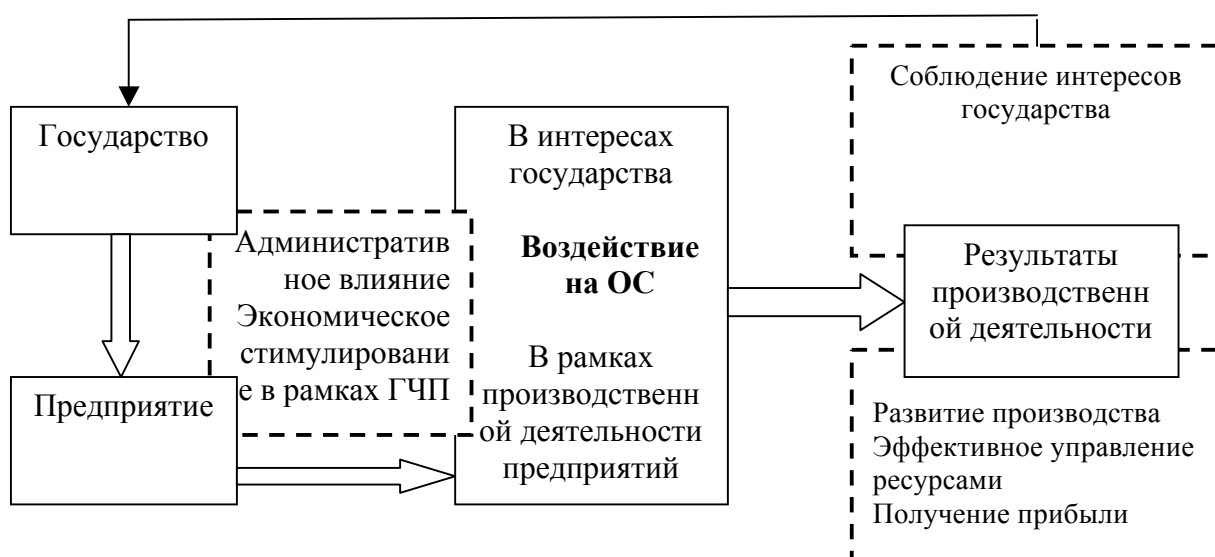 Государство
Административ
ное влияние
Экономическое
стимулировани
е в рамках ГЧП
Предприятие
В интересах
государства
Воздействие
на ОС
В рамках
производственн
ой деятельности
предприятий
Соблюдение интересов
государства
Результаты
производственн
ой деятельности
Развитие производства
Эффективное управление
ресурсами
Получение прибыли